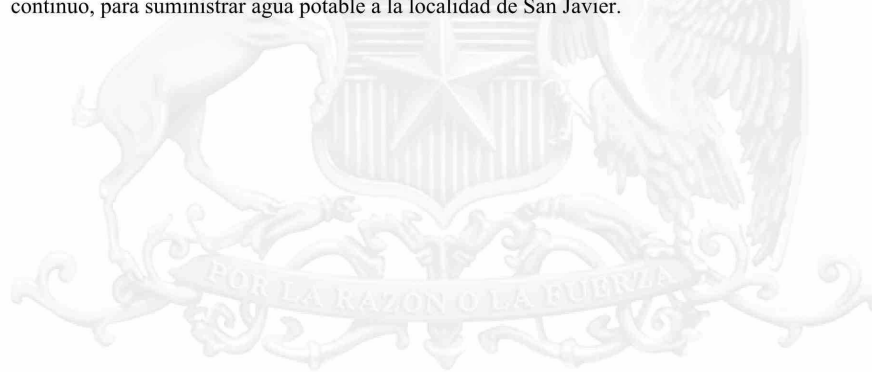 continuo, para suministrar agua potable a la localidad de San Javier.
POR LA RAZON O LA FUERZA